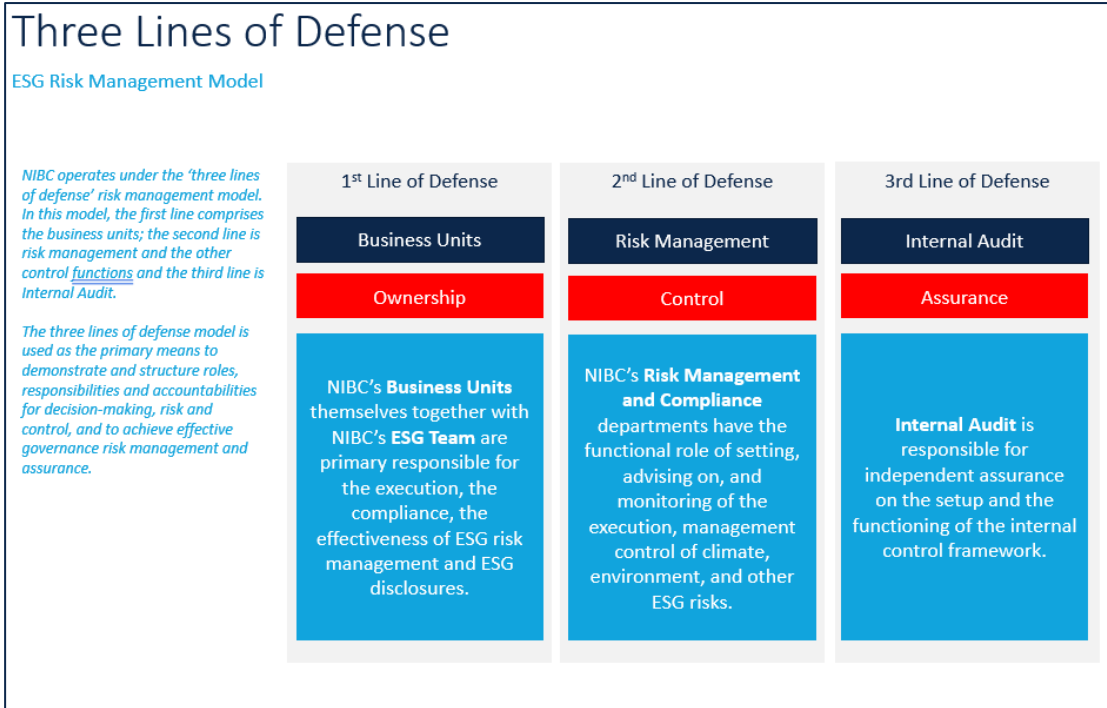 Three Lines of Defense
ESG Risk Management Model
NIBC operates under the ‘three lines
of defense’ risk management model.
In this model, the first line comprises
the business units; the second line is
risk management and the other
control functions and the third line is
Internal Audit.
The three lines of defense model is
used as the primary means to
demonstrate and structure roles,
responsibilities and accountabilities
for decision-making, risk and
control, and to achieve effective
governance risk management and
assurance.
1st Line of Defense
Business Units
Ownership
NIBC’s Business Units
themselves together with
NIBC’s ESG Team are
primary responsible for
the execution, the
compliance, the
effectiveness of ESG risk
management and ESG
disclosures.
2nd Line of Defense
Risk Management
Control
NIBC’s Risk Management
and Compliance
departments have the
functional role of setting,
advising on, and
monitoring of the
execution, management
control of climate,
environment, and other
ESG risks.
3rd Line of Defense
Internal Audit
Assurance
Internal Audit is
responsible for
independent assurance
on the setup and the
functioning of the internal
control framework.